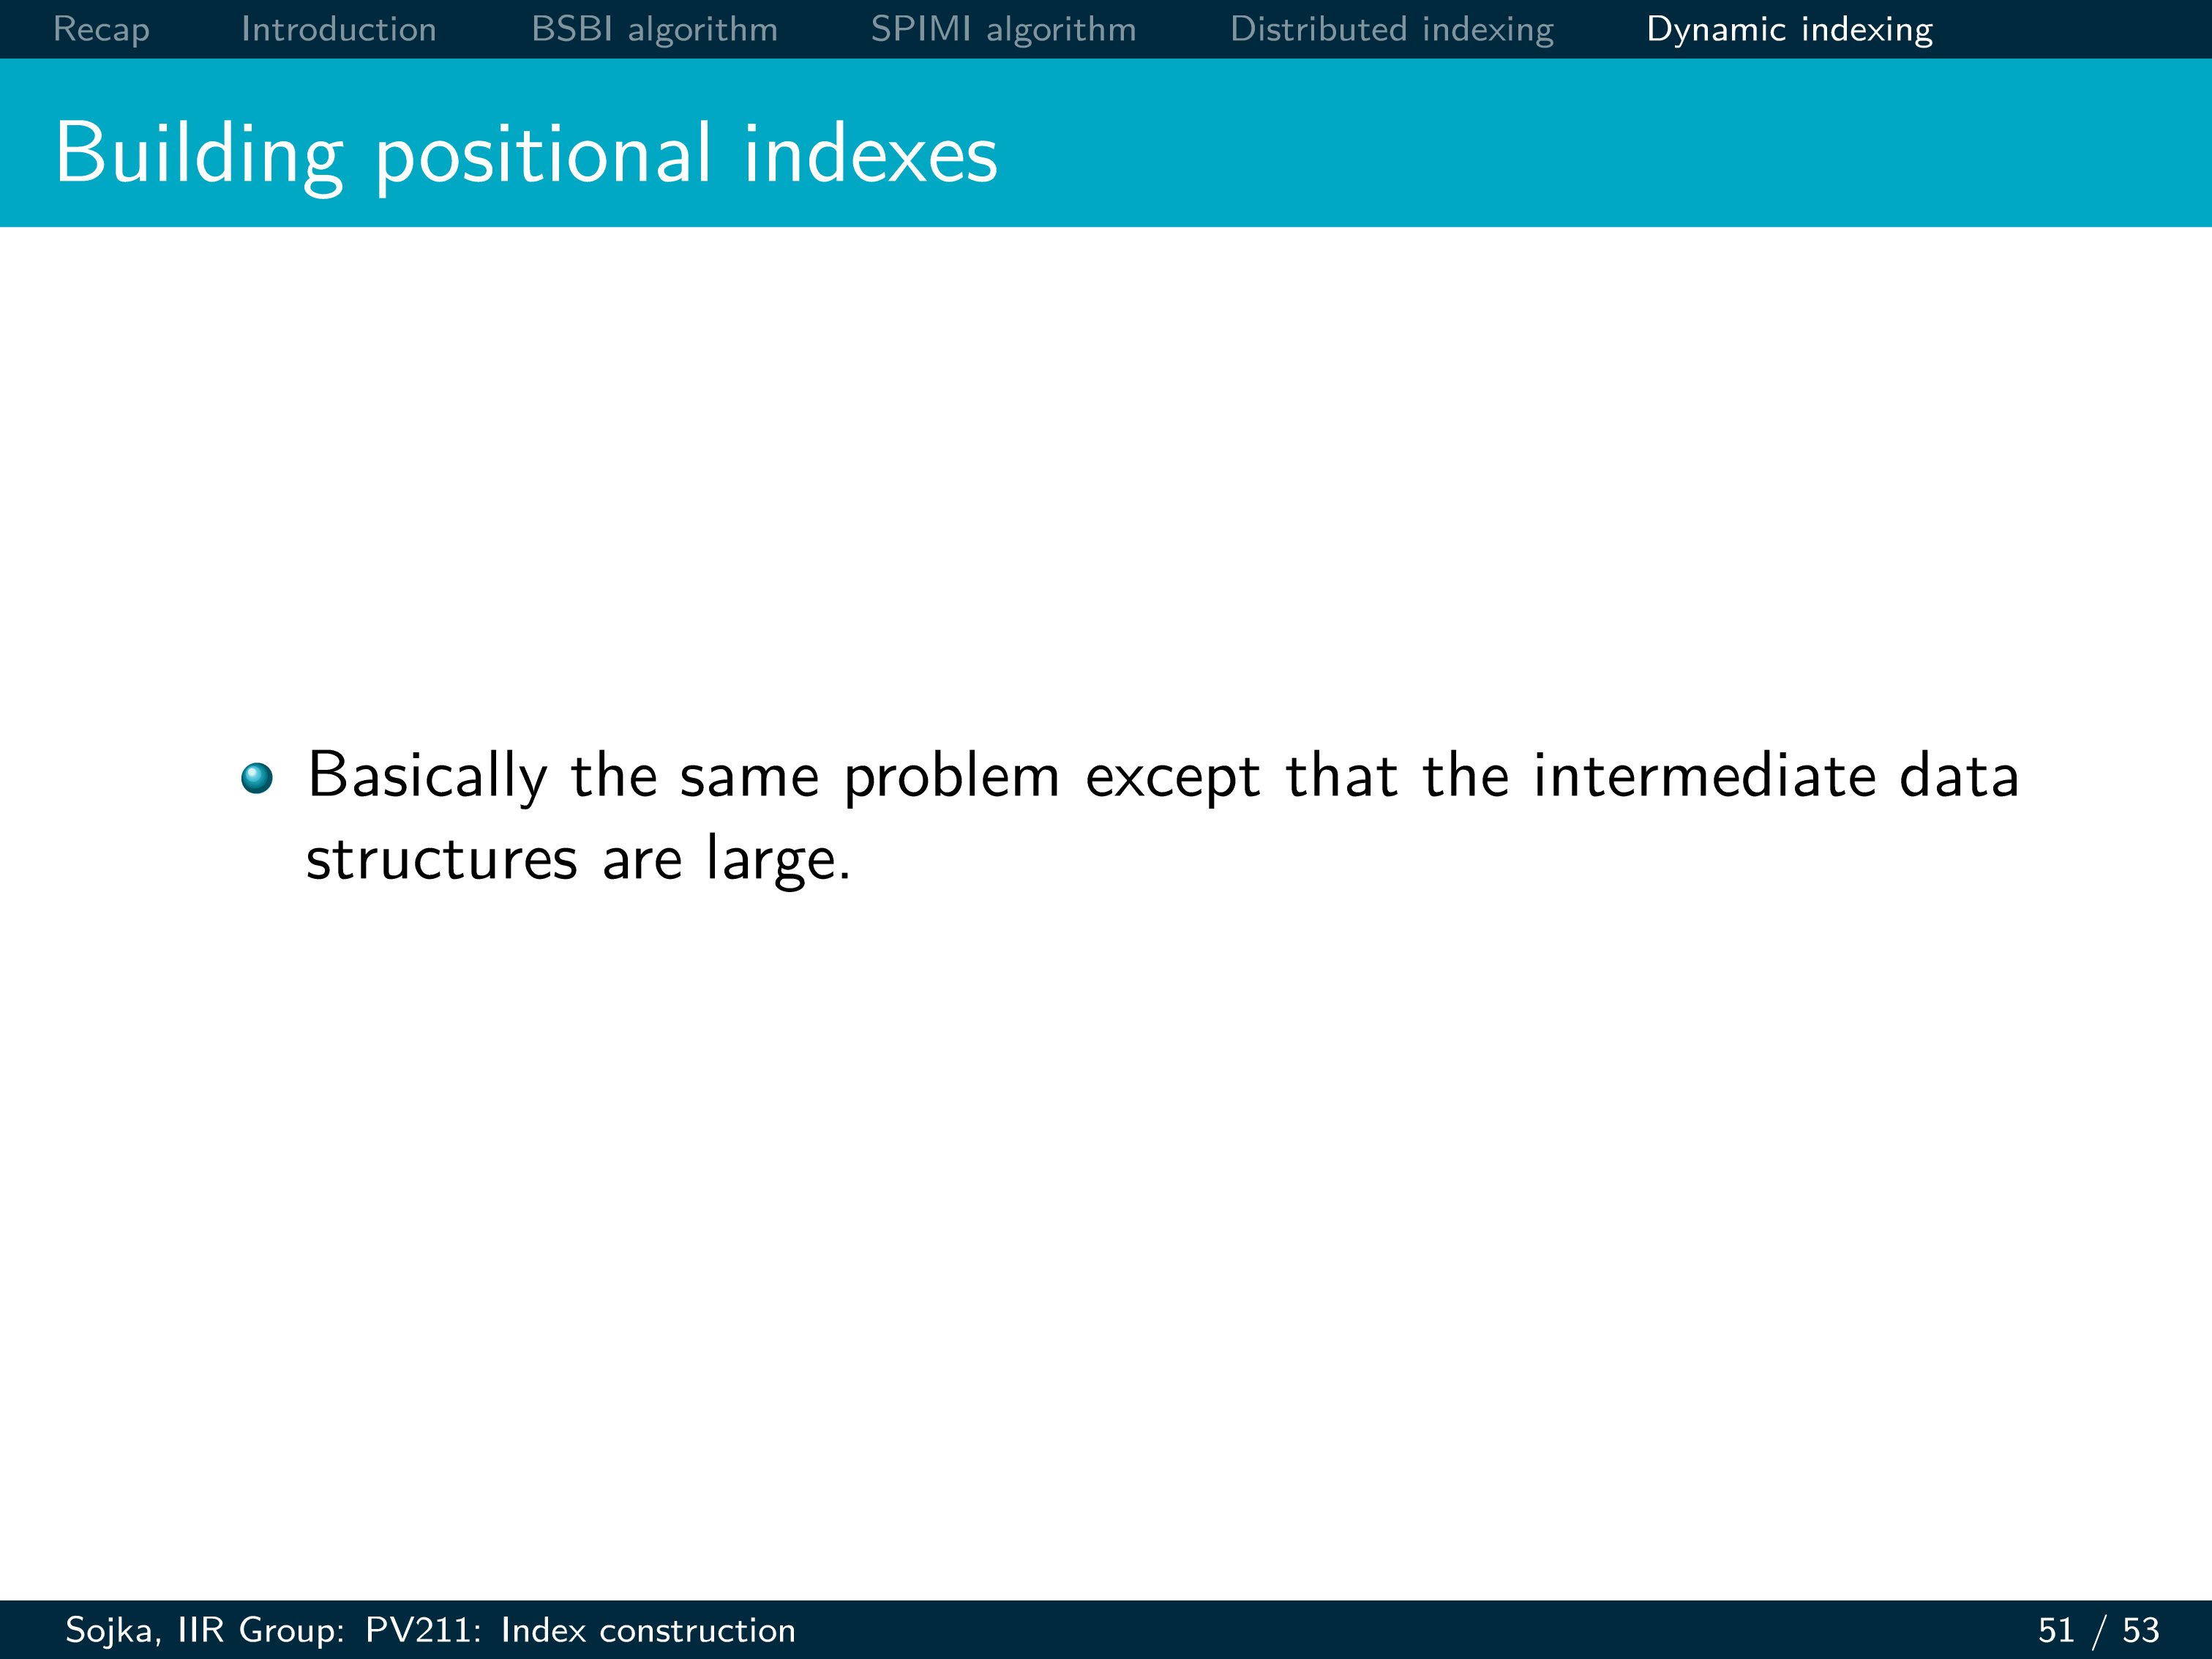 Recap Introduction BSBI algorithm SPIMI algorithm Distributed indexing Dynamic indexing
Building positional indexes
Basically the same problem except that the intermediate data
structures are large.
Sojka, IIR Group: PV211: Index construction 51 / 53